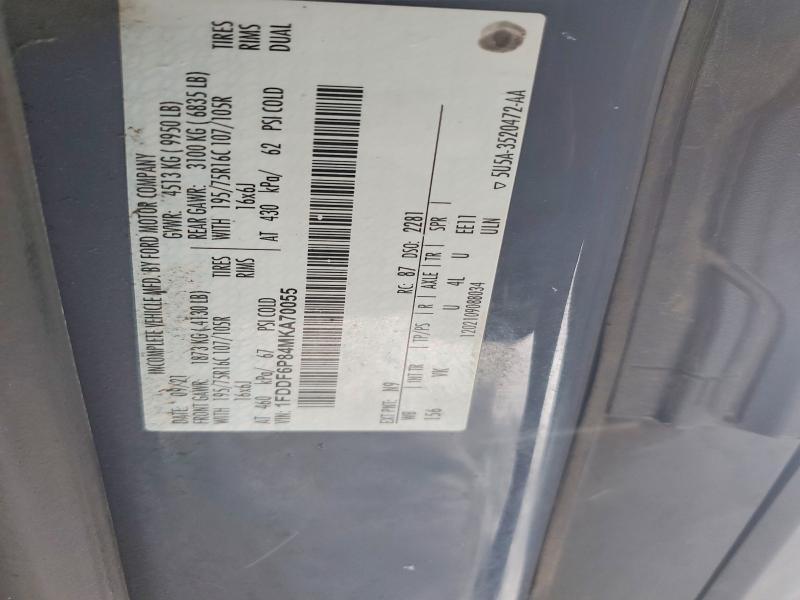 INCOMPLETE VEHICLE MFD. BY FORD MOTOR COMPANY
DATE: 09/21 GVWR: 4513 KG ( 9950 LB)
FRONT GAWR: 1873 KG ( 4130 LB) REAR GAWR: 3100 KG ( 6835 LB)
WITH 195/75R16C 107/105R TIRES WITH 195/75R16C 107/105R TIRES
16x6J RIMS 16x6J RIMS
AT 460 kPa/ 67 PSI COLD AT 430 kPa/ 62 PSI COLD DUAL
VIN: 1FDDF6P84MKA70055
EXT PNT: N9 RC: 87 DSO: 2281
WB INT TR TP/PS R AXLE TR SPR
156 VK U 4L U EE11
1202109088034 ULN
▽ 5U5A-3520472-AA